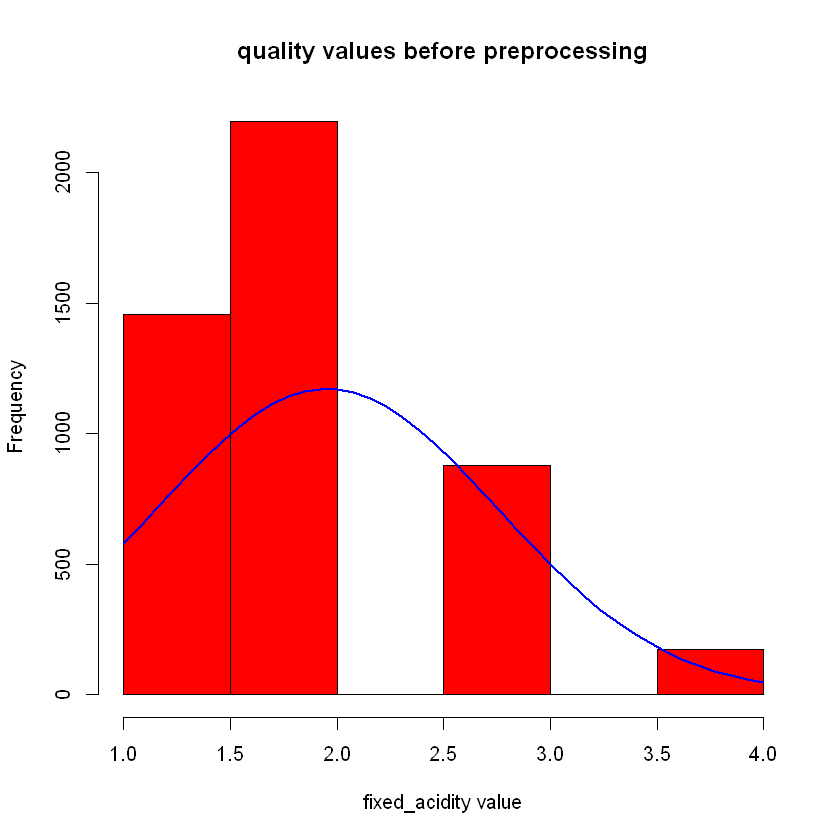 quality values before preprocessing
2000
1500
1000
500
0
Frequency
1.0 1.5 2.0 2.5 3.0 3.5 4.0
fixed_acidity value